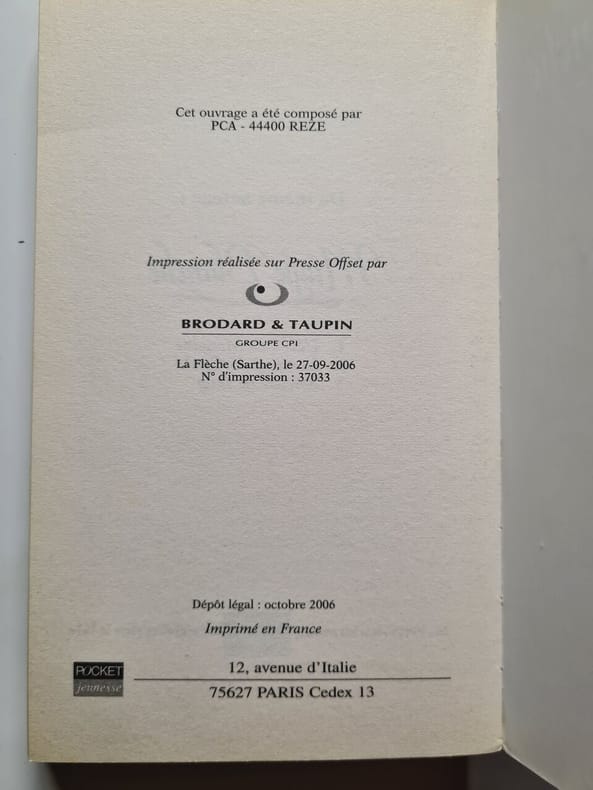 Cet ouvrage a été composé par
PCA - 44400 REZE
Impression réalisée sur Presse Offset par
BRODARD & TAUPIN
GROUPE CPI
La Flèche (Sarthe), le 27-09-2006
N° d'impression : 37033
Dépôt légal : octobre 2006
Imprimé en France
POCKET
jeunesse
12, avenue d'Italie
75627 PARIS Cedex 13